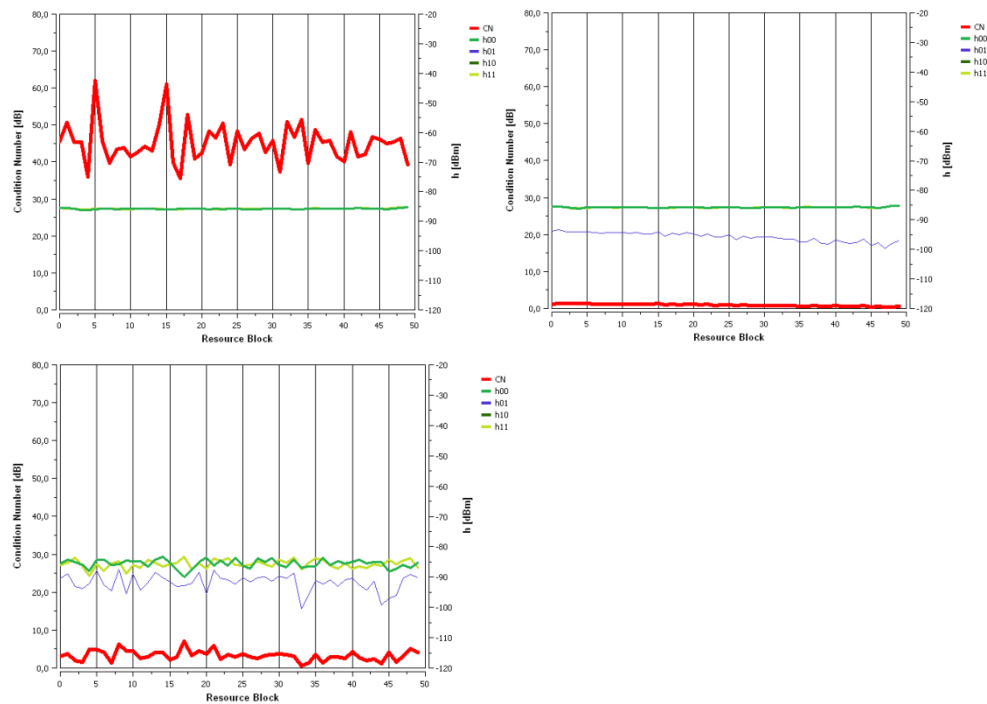 80,0
70,0
60,0
50,0
40,0
30,0
20,0
10,0
0,0
Condition Number [dB]
0 5 10 15 20 25 30 35 40 45 50
Resource Block
-20
-30
-40
-50
-60
-70
-80
-90
-100
-110
-120
h [dBm]
CN
h00
h01
h10
h11
80,0
70,0
60,0
50,0
40,0
30,0
20,0
10,0
0,0
Condition Number [dB]
0 5 10 15 20 25 30 35 40 45 50
Resource Block
-20
-30
-40
-50
-60
-70
-80
-90
-100
-110
-120
h [dBm]
CN
h00
h01
h10
h11
80,0
70,0
60,0
50,0
40,0
30,0
20,0
10,0
0,0
Condition Number [dB]
0 5 10 15 20 25 30 35 40 45 50
Resource Block
-20
-30
-40
-50
-60
-70
-80
-90
-100
-110
-120
h [dBm]
CN
h00
h01
h10
h11